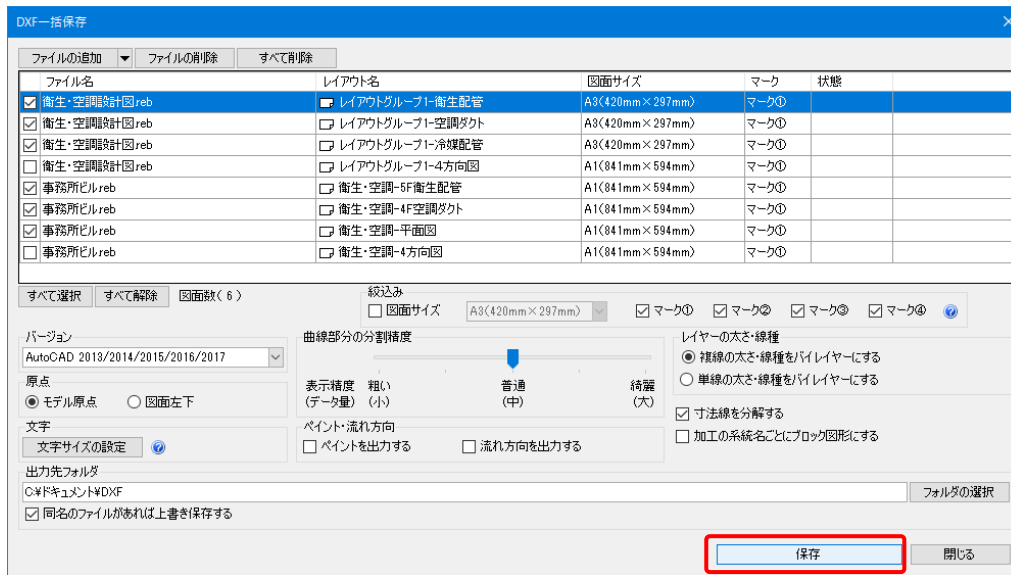 DXF一括保存
ファイルの追加 ファイルの削除 すべて削除
ファイル名 レイアウト名 図面サイズ マーク 状態
衛生・空調設計図.reb レイアウトグループ1-衛生配管 A3(420mm×297mm) マーク①
衛生・空調設計図.reb レイアウトグループ1-空調ダクト A3(420mm×297mm) マーク①
衛生・空調設計図.reb レイアウトグループ1-冷媒配管 A3(420mm×297mm) マーク①
衛生・空調設計図.reb レイアウトグループ1-4方向図 A1(841mm×594mm) マーク①
事務所ビル.reb 衛生・空調-5F衛生配管 A1(841mm×594mm) マーク①
事務所ビル.reb 衛生・空調-4F空調ダクト A1(841mm×594mm) マーク①
事務所ビル.reb 衛生・空調-平面図 A1(841mm×594mm) マーク①
事務所ビル.reb 衛生・空調-4方向図 A1(841mm×594mm) マーク①
すべて選択 すべて解除 図面数( 6 )
絞込み
図面サイズ A3(420mm×297mm) マーク① マーク② マーク③ マーク④
バージョン
AutoCAD 2013/2014/2015/2016/2017
原点
モデル原点 図面左下
文字
文字サイズの設定
曲線部分の分割精度
表示精度 粗い 普通 綺麗
(データ量) (小) (中) (大)
ペイント・流れ方向
ペイントを出力する 流れ方向を出力する
レイヤーの太さ・線種
複線の太さ・線種をバイレイヤーにする
単線の太さ・線種をバイレイヤーにする
寸法線を分解する
加工の系統名ごとにブロック図形にする
出力先フォルダ
C:¥ドキュメント¥DXF フォルダの選択
同名のファイルがあれば上書き保存する
保存 閉じる